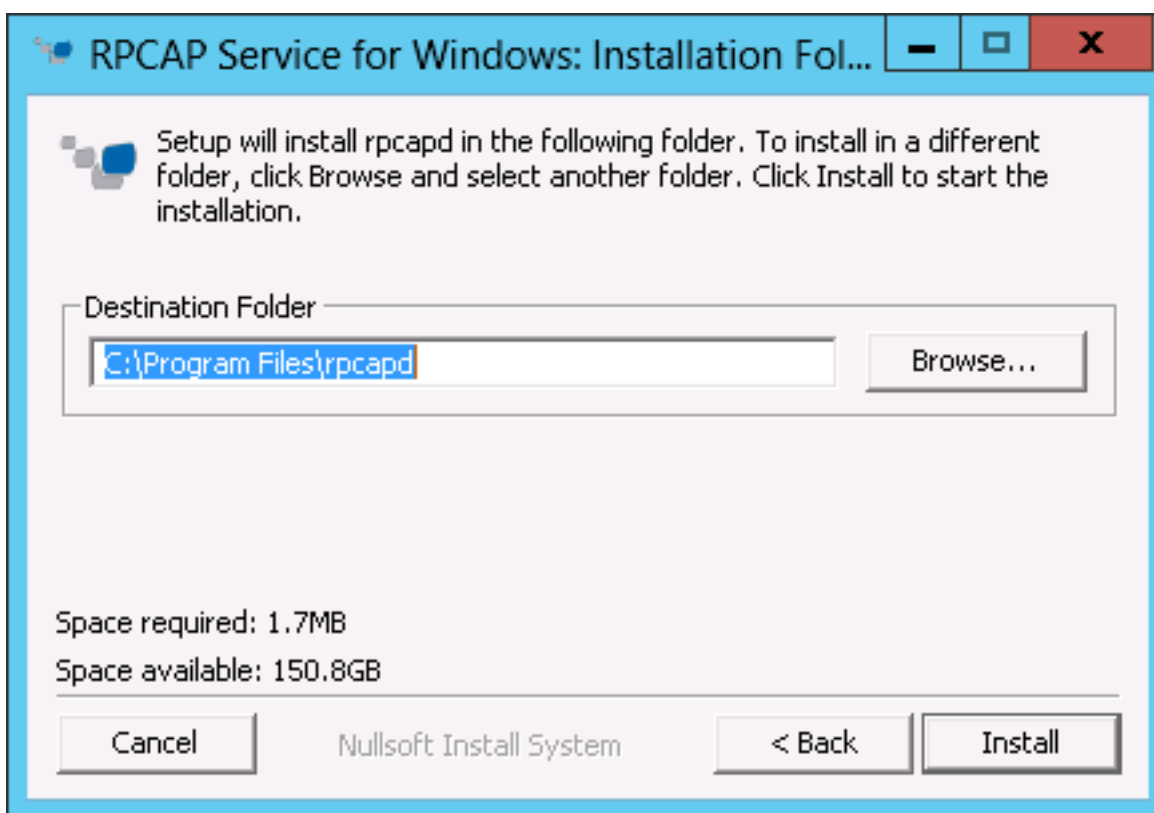 RPCAP Service for Windows: Installation Fol...
Setup will install rpcapd in the following folder. To install in a different
folder, click Browse and select another folder. Click Install to start the
installation.
Destination Folder
C:\Program Files\rpcapd
Browse...
Space required: 1.7MB
Space available: 150.8GB
Cancel
Nullsoft Install System
< Back
Install